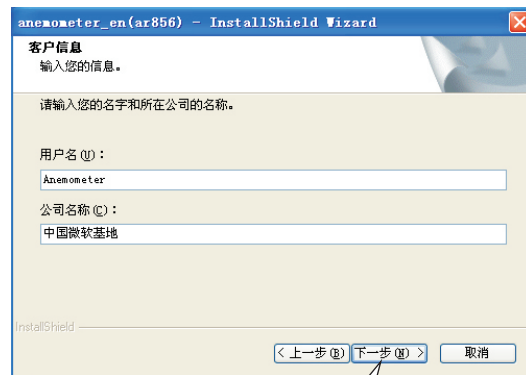 anemometer_en(ar856) - InstallShield Wizard
客户信息
输入您的信息。
请输入您的名字和所在公司的名称。
用户名(U)：
Anemometer
公司名称(C)：
中国微软基地
InstallShield
< 上一步(B) 下一步(N) > 取消